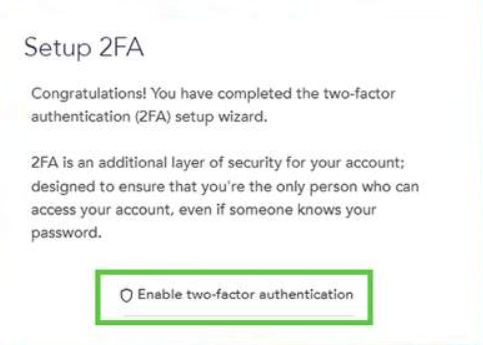 Setup 2FA
Congratulations! You have completed the two-factor
authentication (2FA) setup wizard.
2FA is an additional layer of security for your account;
designed to ensure that you're the only person who can
access your account, even if someone knows your
password.
Enable two-factor authentication